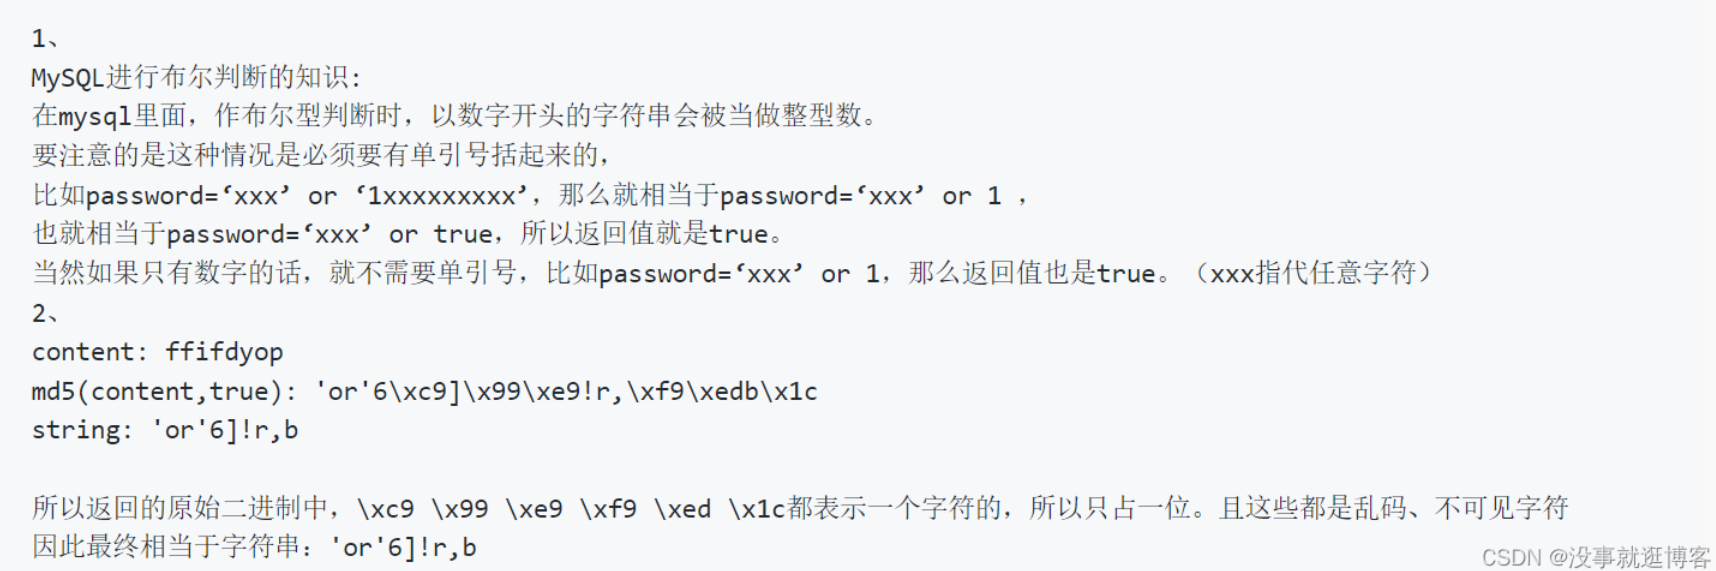 1、
MySQL进行布尔判断的知识:
在mysql里面，作布尔型判断时，以数字开头的字符串会被当做整型数。
要注意的是这种情况是必须要有单引号括起来的，
比如password=‘xxx’ or ‘1xxxxxxxxx’，那么就相当于password=‘xxx’ or 1 ，
也就相当于password=‘xxx’ or true，所以返回值就是true。
当然如果只有数字的话，就不需要单引号，比如password=‘xxx’ or 1，那么返回值也是true。（xxx指代任意字符）
2、
content: ffifdyop
md5(content,true): 'or'6\xc9]\x99\xe9!r,\xf9\xedb\x1c
string: 'or'6]!r,b
所以返回的原始二进制中，\xc9 \x99 \xe9 \xf9 \xed \x1c都表示一个字符的，所以只占一位。且这些都是乱码、不可见字符
因此最终相当于字符串：'or'6]!r,b
CSDN @没事就逛博客